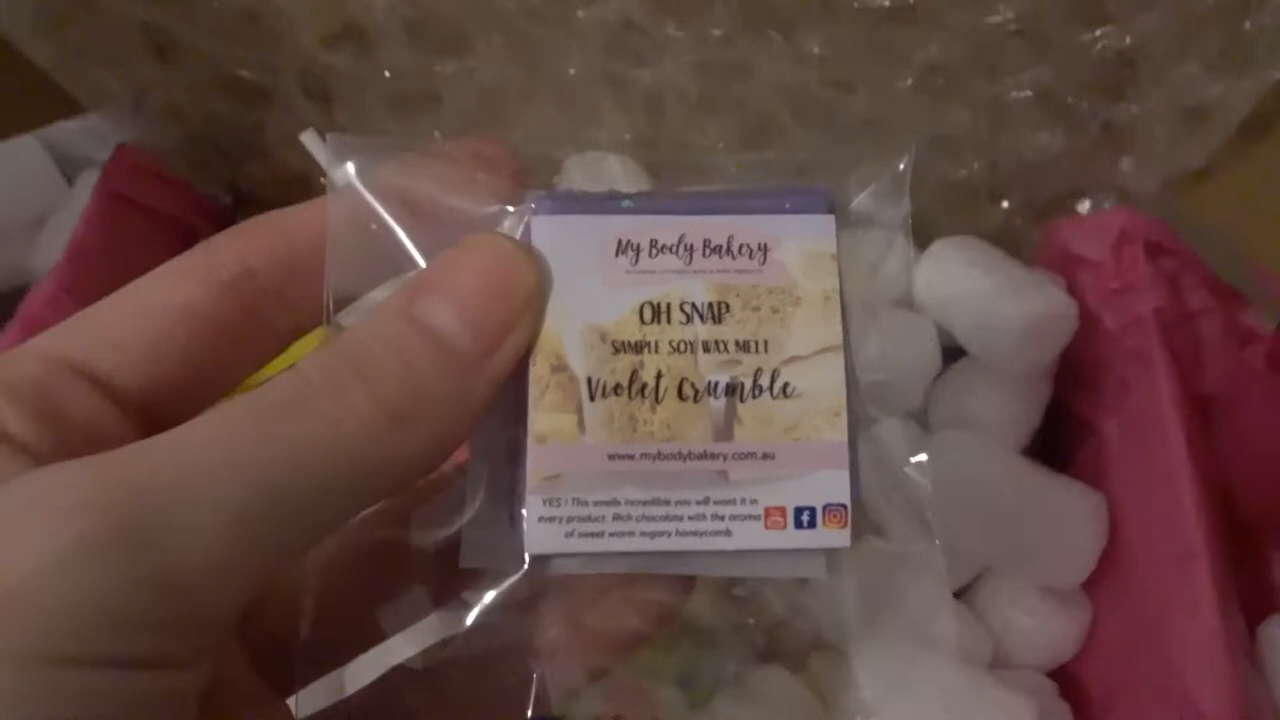 My Body Bakery
OH SNAP
SAMPLE SOY WAX MELT
Violet Crumble
www.mybodybakery.com.au
YES ! This smells incredible you will want it in
every product. Rich chocolate with the aroma
of sweet warm sugary honeycomb.